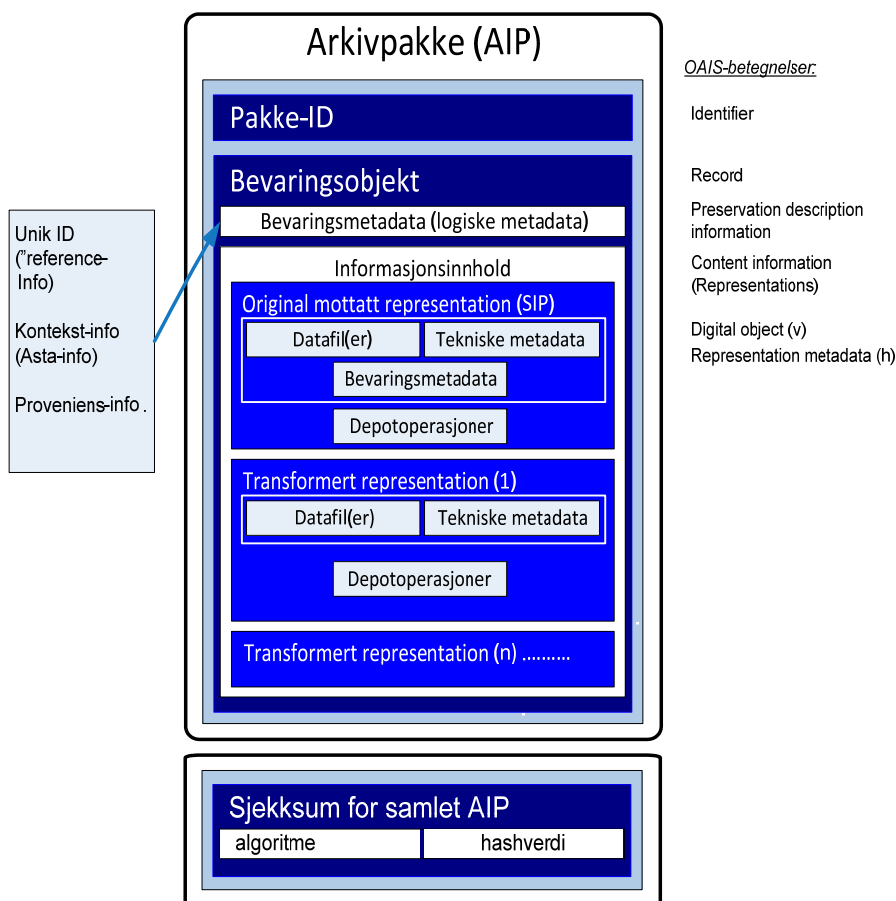 Arkivpakke (AIP)
Pakke-ID
Bevaringsobjekt
Bevaringsmetadata (logiske metadata)
Informasjonsinnhold
Original mottatt representation (SIP)
Datafil(er) Tekniske metadata
Bevaringsmetadata
Depotoperasjoner
Transformert representation (1)
Datafil(er) Tekniske metadata
Depotoperasjoner
Transformert representation (n) ..........
Sjekksum for samlet AIP
algoritme hashverdi
Unik ID
("reference-
Info)
Kontekst-info
(Asta-info)
Proveniens-info .
OAIS-betegnelser:
Identifier
Record
Preservation description
information
Content information
(Representations)
Digital object (v)
Representation metadata (h)